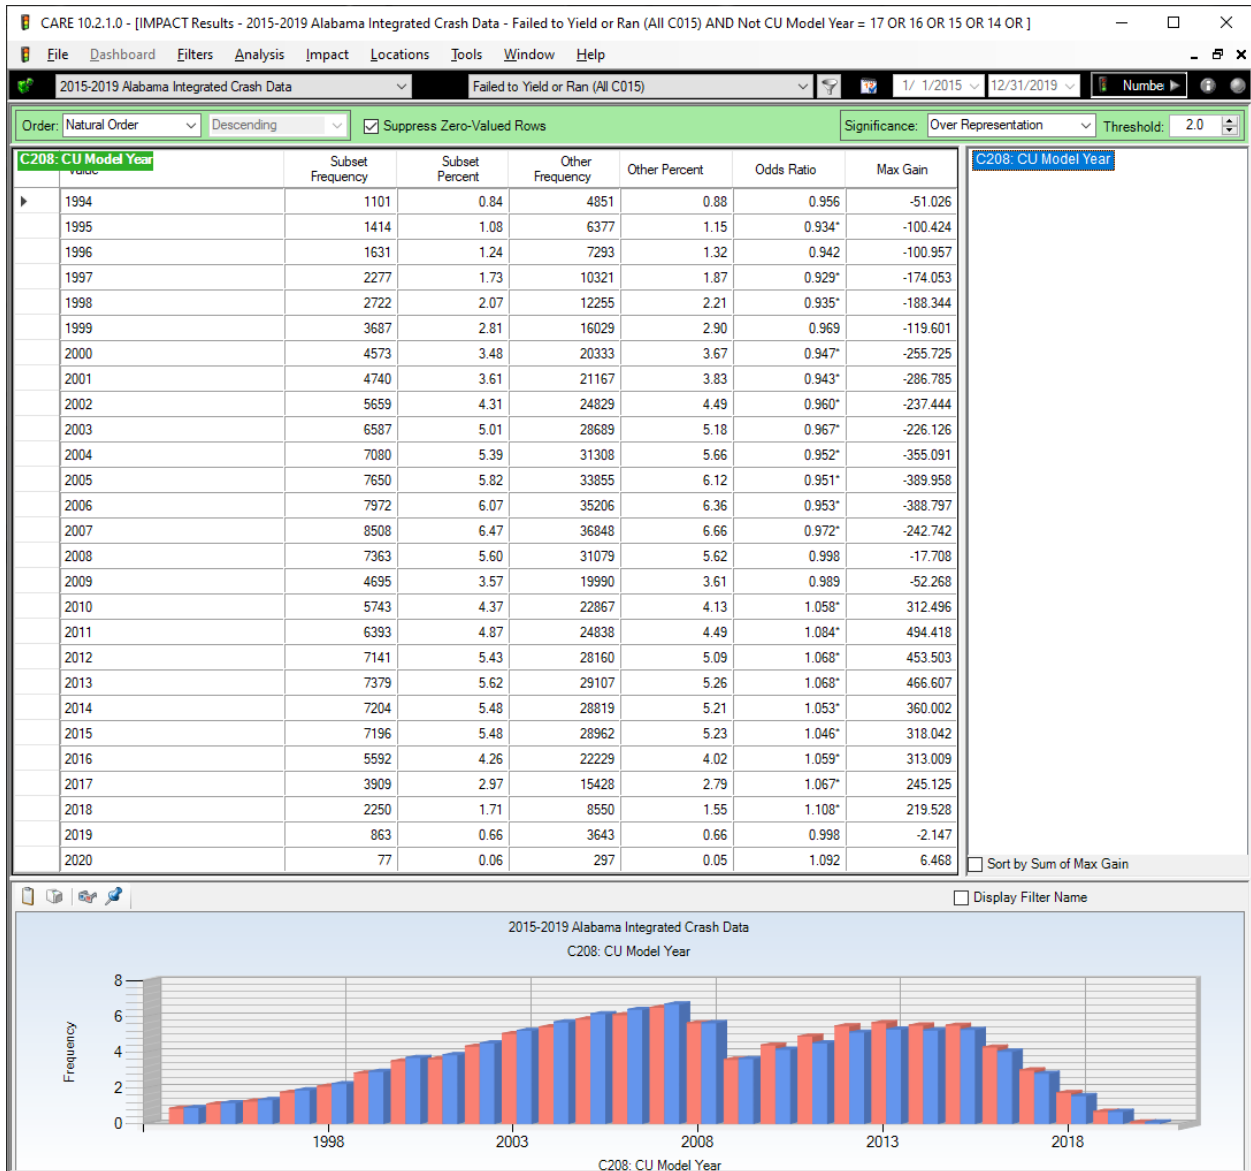 CARE 10.2.1.0 - [IMPACT Results - 2015-2019 Alabama Integrated Crash Data - Failed to Yield or Ran (All C015) AND Not CU Model Year = 17 OR 16 OR 15 OR 14 OR ]
File Dashboard Filters Analysis Impact Locations Tools Window Help
2015-2019 Alabama Integrated Crash Data Failed to Yield or Ran (All C015) 1/ 1/2015 12/31/2019 Numbe
Order: Natural Order Descending Suppress Zero-Valued Rows Significance: Over Representation Threshold: 2.0
C208: CU Model Year Subset Frequency Subset Percent Other Frequency Other Percent Odds Ratio Max Gain C208: CU Model Year
1994 1101 0.84 4851 0.88 0.956 -51.026
1995 1414 1.08 6377 1.15 0.934* -100.424
1996 1631 1.24 7293 1.32 0.942 -100.957
1997 2277 1.73 10321 1.87 0.929* -174.053
1998 2722 2.07 12255 2.21 0.935* -188.344
1999 3687 2.81 16029 2.90 0.969 -119.601
2000 4573 3.48 20333 3.67 0.947* -255.725
2001 4740 3.61 21167 3.83 0.943* -286.785
2002 5659 4.31 24829 4.49 0.960* -237.444
2003 6587 5.01 28689 5.18 0.967* -226.126
2004 7080 5.39 31308 5.66 0.952* -355.091
2005 7650 5.82 33855 6.12 0.951* -389.958
2006 7972 6.07 35206 6.36 0.953* -388.797
2007 8508 6.47 36848 6.66 0.972* -242.742
2008 7363 5.60 31079 5.62 0.998 -17.708
2009 4695 3.57 19990 3.61 0.989 -52.268
2010 5743 4.37 22867 4.13 1.058* 312.496
2011 6393 4.87 24838 4.49 1.084* 494.418
2012 7141 5.43 28160 5.09 1.068* 453.503
2013 7379 5.62 29107 5.26 1.068* 466.607
2014 7204 5.48 28819 5.21 1.053* 360.002
2015 7196 5.48 28962 5.23 1.046* 318.042
2016 5592 4.26 22229 4.02 1.059* 313.009
2017 3909 2.97 15428 2.79 1.067* 245.125
2018 2250 1.71 8550 1.55 1.108* 219.528
2019 863 0.66 3643 0.66 0.998 -2.147
2020 77 0.06 297 0.05 1.092 6.468
Sort by Sum of Max Gain
Display Filter Name
2015-2019 Alabama Integrated Crash Data
C208: CU Model Year
Frequency
8
6
4
2
0
1998 2003 2008 2013 2018
C208: CU Model Year